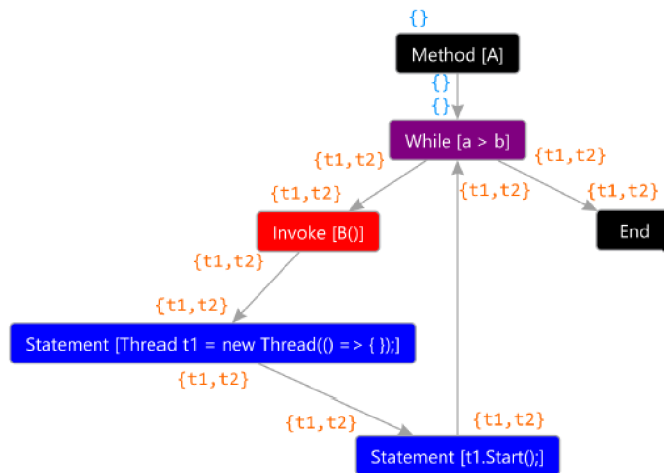 {}
Method [A]
{}
{}
While [a > b]
{t1,t2} {t1,t2}
{t1,t2} {t1,t2} {t1,t2}
Invoke [B()] End
{t1,t2}
{t1,t2}
Statement [Thread t1 = new Thread(() => { });]
{t1,t2}
{t1,t2} {t1,t2}
Statement [t1.Start();]